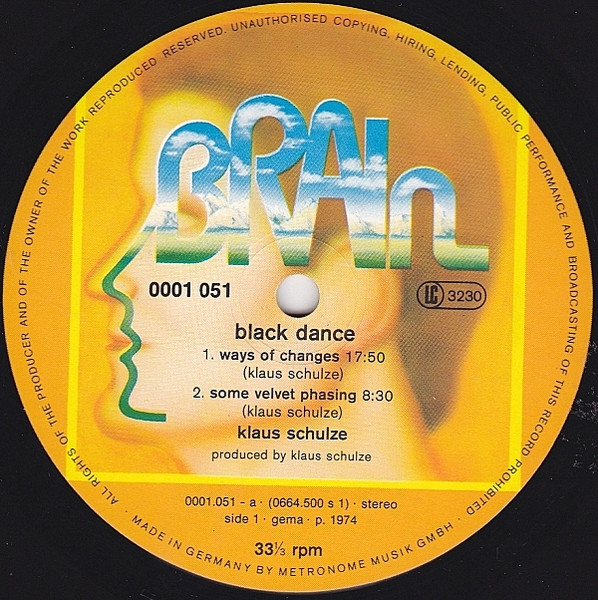 ALL RIGHTS OF THE PRODUCER AND OF THE OWNER OF THE WORK REPRODUCED RESERVED. UNAUTHORISED COPYING, HIRING, LENDING, PUBLIC PERFORMANCE AND BROADCASTING OF THIS RECORD PROHIBITED ·
BRAIn
0001 051
LC 3230
black dance
1. ways of changes 17:50
(klaus schulze)
2. some velvet phasing 8:30
(klaus schulze)
klaus schulze
produced by klaus schulze
0001.051 - a · (0664.500 s 1) · stereo
side 1 · gema · p. 1974
33⅓ rpm
· MADE IN GERMANY BY METRONOME MUSIK GMBH ·